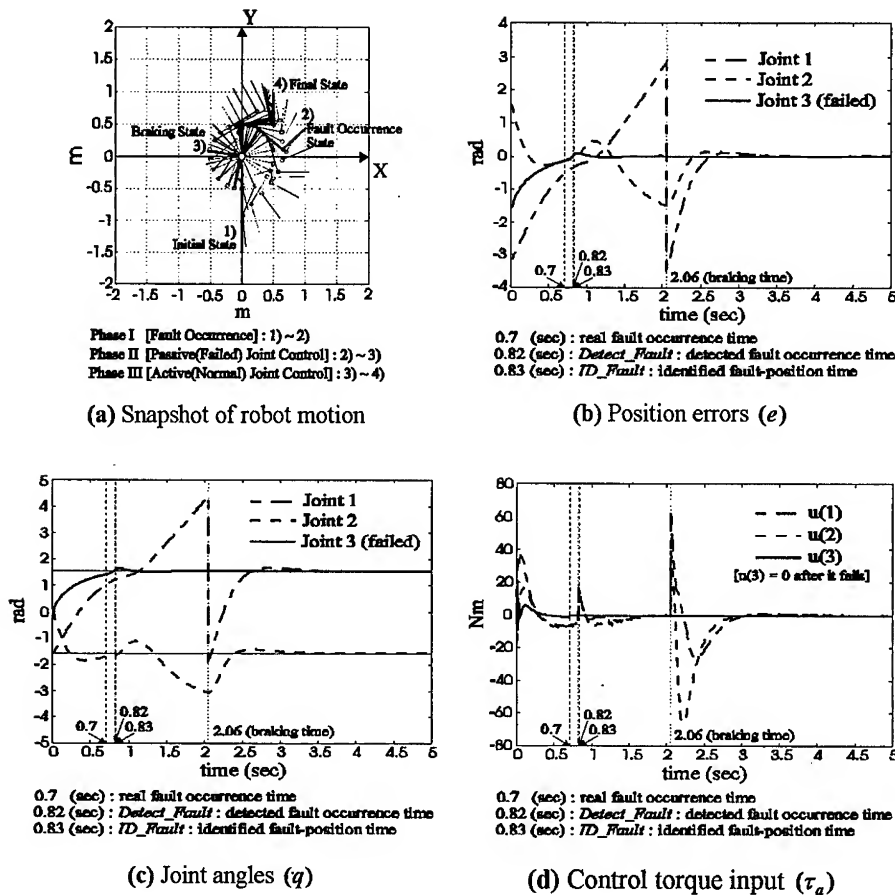 Y
2
1.5
1
0.5
0
-0.5
-1
-1.5
-2
m
4) Final State
2)
Fault Occurrence
State
Braking State
3)
X
1)
Initial State
-2 -1.5 -1 -0.5 0 0.5 1 1.5 2
m
Phase I [Fault Occurrence] : 1) ~ 2)
Phase II [Passive(Failed) Joint Control] : 2) ~ 3)
Phase III [Active(Normal) Joint Control] : 3) ~ 4)
(a) Snapshot of robot motion
4
3
2
1
0
-1
-2
-3
-4
rad
Joint 1
Joint 2
Joint 3 (failed)
0.7
0.82
0.83
2.06 (braking time)
0 0.5 1 1.5 2 2.5 3 3.5 4 4.5 5
time (sec)
0.7 (sec) : real fault occurrence time
0.82 (sec) : Detect_Fault : detected fault occurrence time
0.83 (sec) : ID_Fault : identified fault-position time
(b) Position errors (e)
5
4
3
2
1
0
-1
-2
-3
-4
-5
rad
Joint 1
Joint 2
Joint 3 (failed)
0.7
0.82
0.83
2.06 (braking time)
0 0.5 1 1.5 2 2.5 3 3.5 4 4.5 5
time (sec)
0.7 (sec) : real fault occurrence time
0.82 (sec) : Detect_Fault : detected fault occurrence time
0.83 (sec) : ID_Fault : identified fault-position time
(c) Joint angles (q)
80
60
40
20
0
-20
-40
-60
-80
Nm
u(1)
u(2)
u(3)
[u(3) = 0 after it fails]
0.7
0.82
0.83
2.06 (braking time)
0 0.5 1 1.5 2 2.5 3 3.5 4 4.5 5
time (sec)
0.7 (sec) : real fault occurrence time
0.82 (sec) : Detect_Fault : detected fault occurrence time
0.83 (sec) : ID_Fault : identified fault-position time
(d) Control torque input (τa)